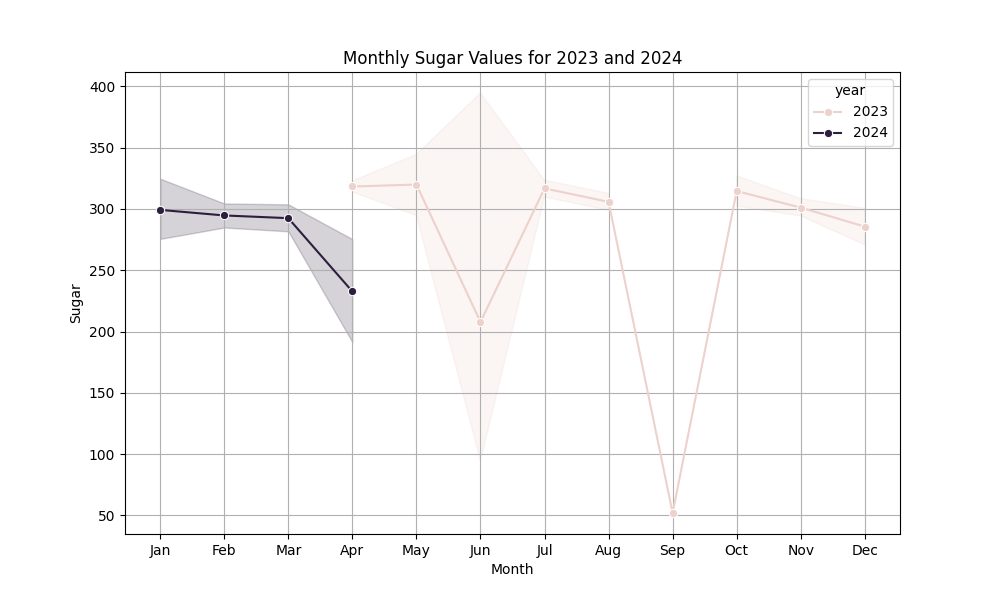 Monthly Sugar Values for 2023 and 2024
year
2023
2024
400
350
300
250
200
150
100
50
Sugar
Jan Feb Mar Apr May Jun Jul Aug Sep Oct Nov Dec
Month